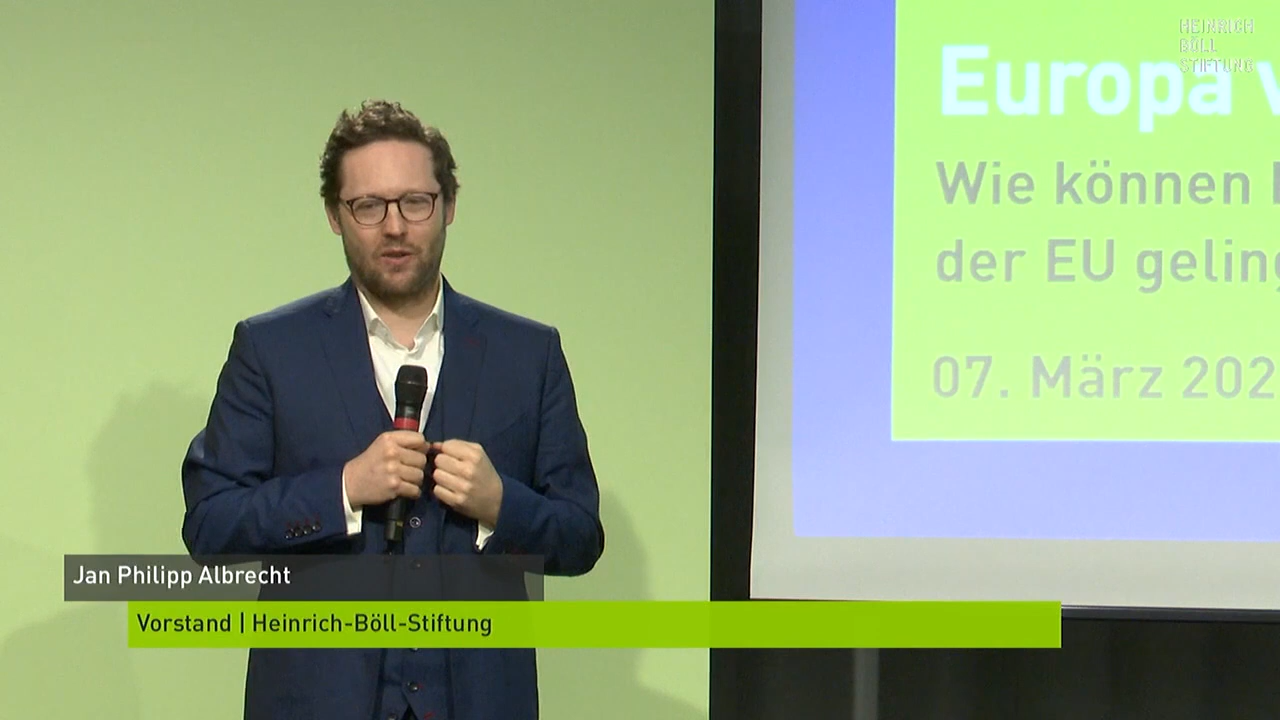 HEINRICH
BÖLL
STIFTUNG
Europa
Wie können
der EU geling
07. März 202
Jan Philipp Albrecht
Vorstand | Heinrich-Böll-Stiftung